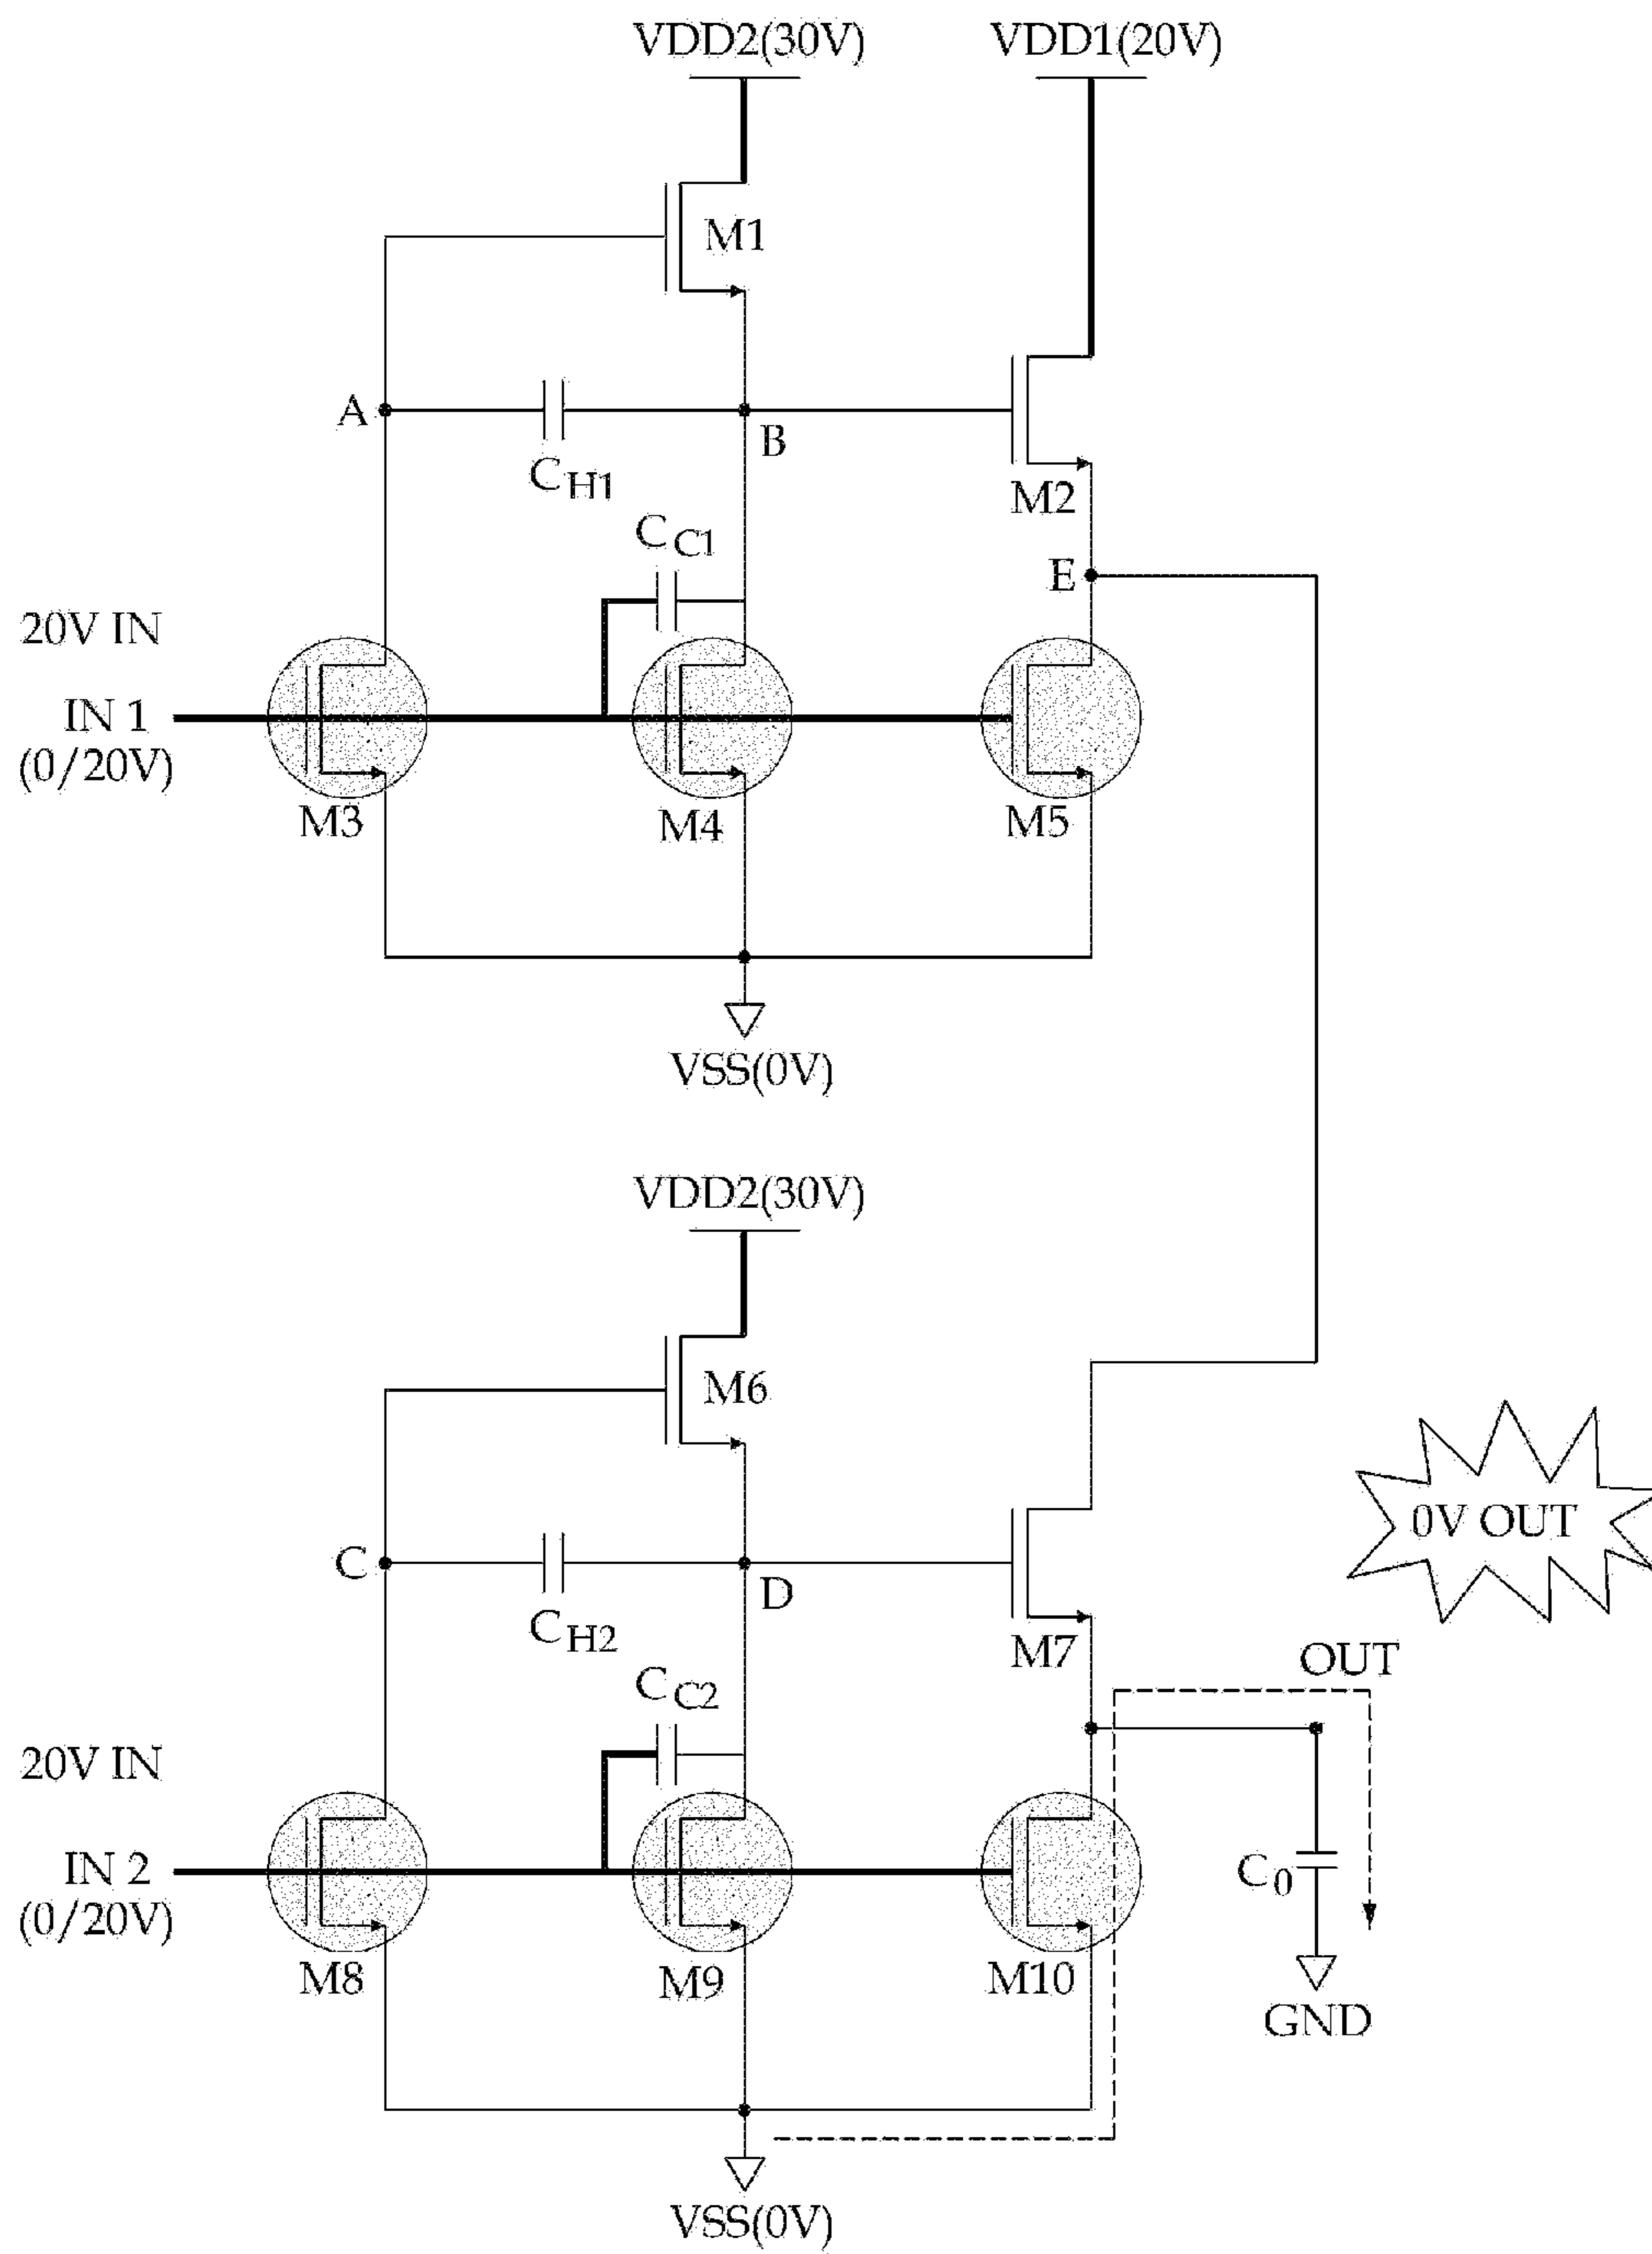 VDD2(30V) VDD1(20V)
M1
A
B
CH1
M2
CC1
E
20V IN
IN 1
(0/20V)
M3
M4
M5
VSS(0V)
VDD2(30V)
M6
0V OUT
C
D
CH2
M7
OUT
CC2
20V IN
IN 2
(0/20V)
C0
M8
M9
M10
GND
VSS(0V)